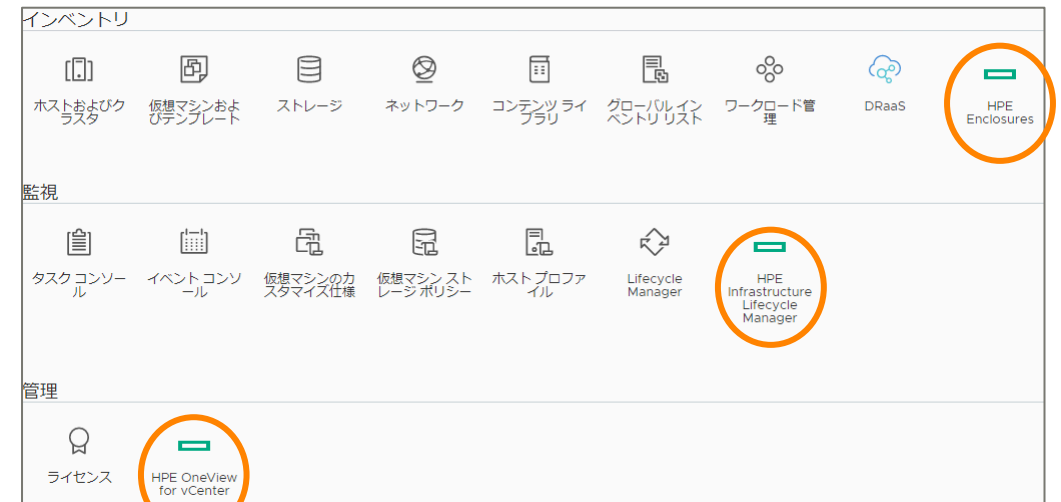 インベントリ
ホストおよびク
ラスタ
仮想マシンおよ
びテンプレート
ストレージ
ネットワーク
コンテンツ ライ
ブラリ
グローバル イン
ベントリ リスト
ワークロード管
理
DRaaS
HPE
Enclosures
監視
タスク コンソー
ル
イベント コンソ
ール
仮想マシンのカ
スタマイズ仕様
仮想マシン スト
レージ ポリシー
ホスト プロファ
イル
Lifecycle
Manager
HPE
Infrastructure
Lifecycle
Manager
管理
ライセンス
HPE OneView
for vCenter